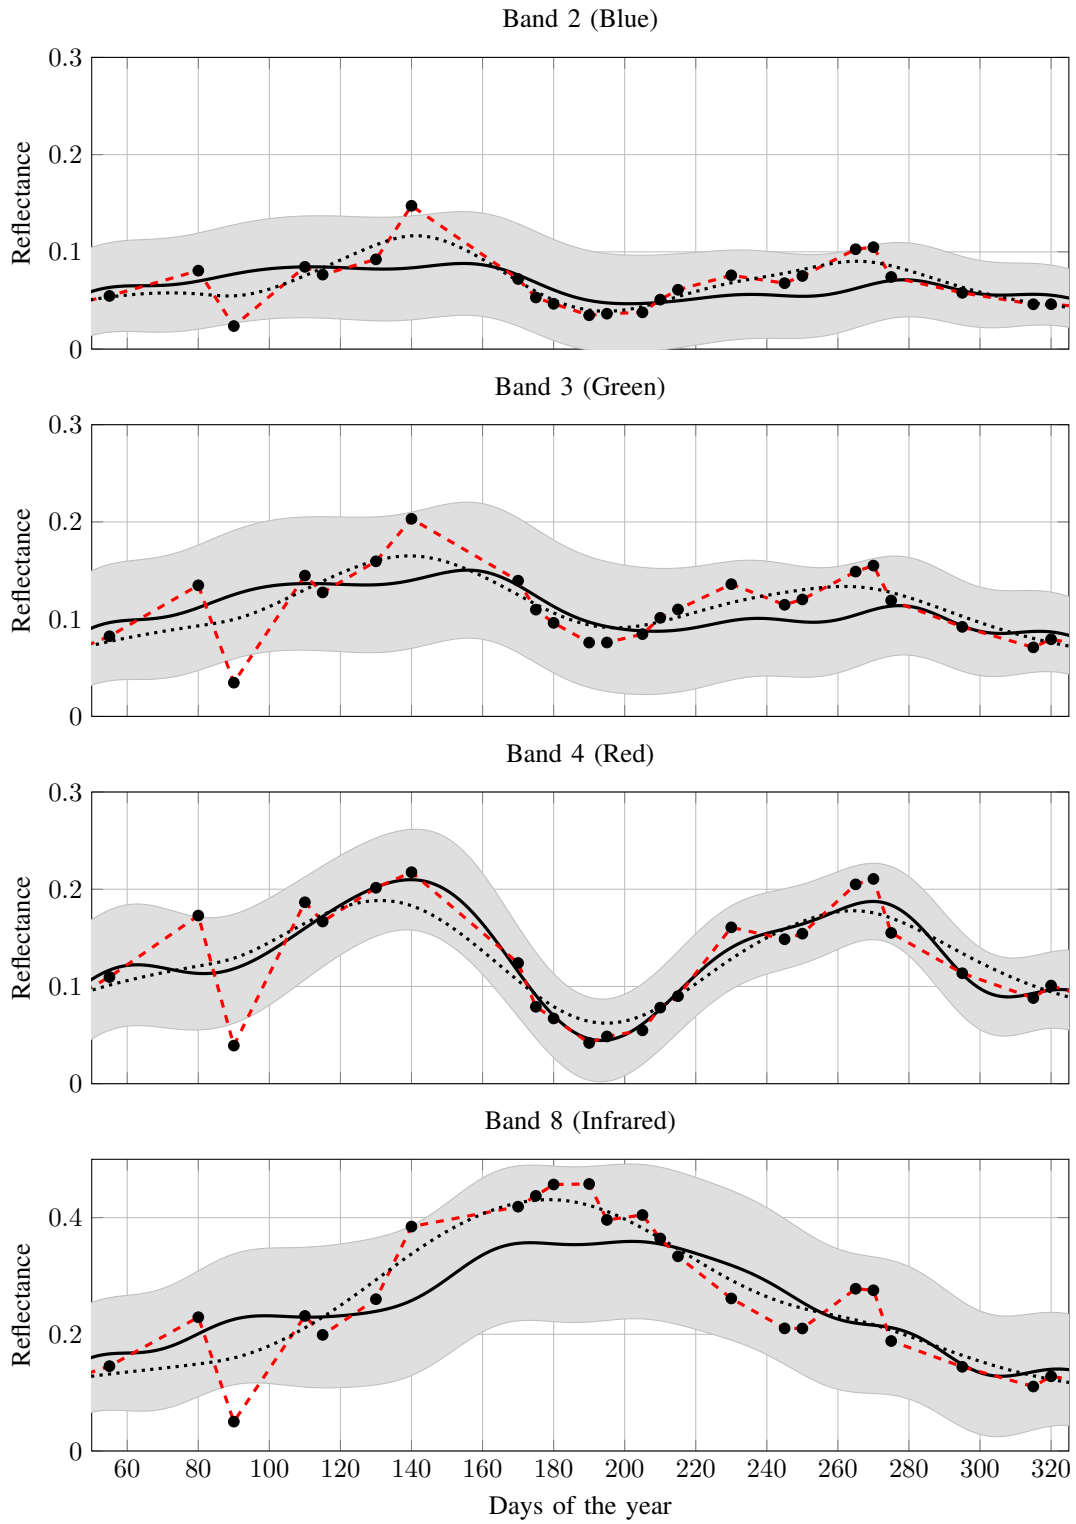 Band 2 (Blue)
0.3
0.2
0.1
0
Reflectance
Band 3 (Green)
0.3
0.2
0.1
0
Reflectance
Band 4 (Red)
0.3
0.2
0.1
0
Reflectance
Band 8 (Infrared)
0.4
0.2
0
Reflectance
60 80 100 120 140 160 180 200 220 240 260 280 300 320
Days of the year